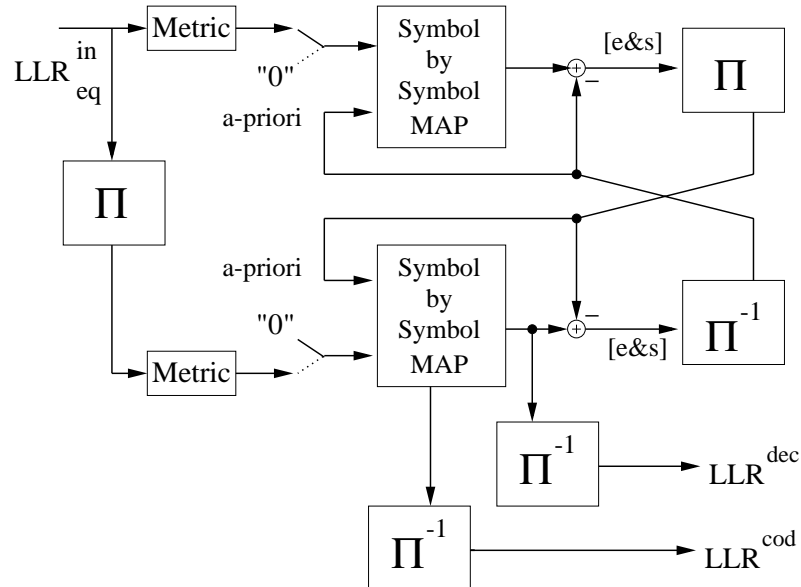 Metric
LLR in eq
"0"
a-priori
Symbol
by
Symbol
MAP
−
[e&s]
Π
Π
a-priori
"0"
Metric
Symbol
by
Symbol
MAP
−
[e&s]
Π -1
Π -1
LLR dec
Π -1
LLR cod